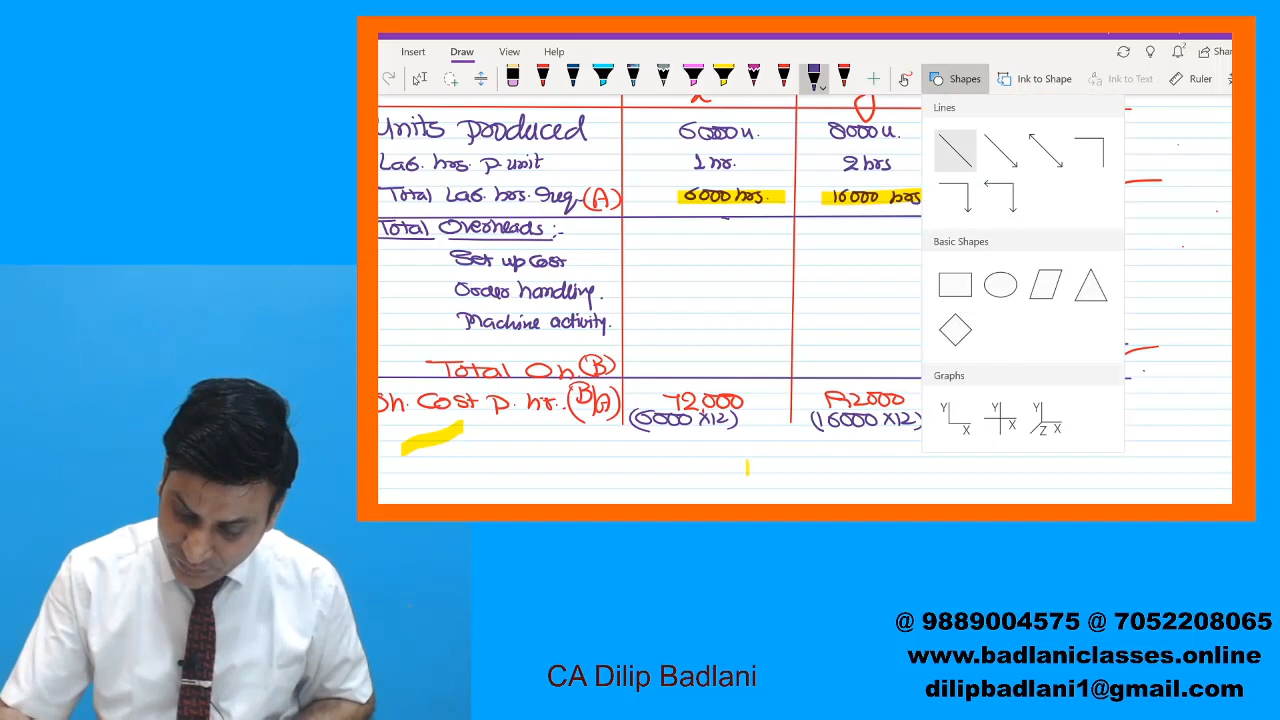 Insert Draw View Help
Shar
Shapes Ink to Shape Ink to Text Ruler
Lines
Basic Shapes
Graphs
Y X Y X Y Z X
x y
Units produced 6000u. 8000u.
Lab. hrs. p. unit 1 hr. 2 hrs
Total Lab. hrs. req. (A) 6000 hrs. 16000 hrs
Total Overheads :-
Set up cost
Order handling.
Machine activity.
Total Oh. (B)
Oh. Cost p. hr. (B/A) 72000
(6000 × 12) (16000 × 12)
CA Dilip Badlani
@ 9889004575 @ 7052208065
www.badlaniclasses.online
dilipbadlani1@gmail.com